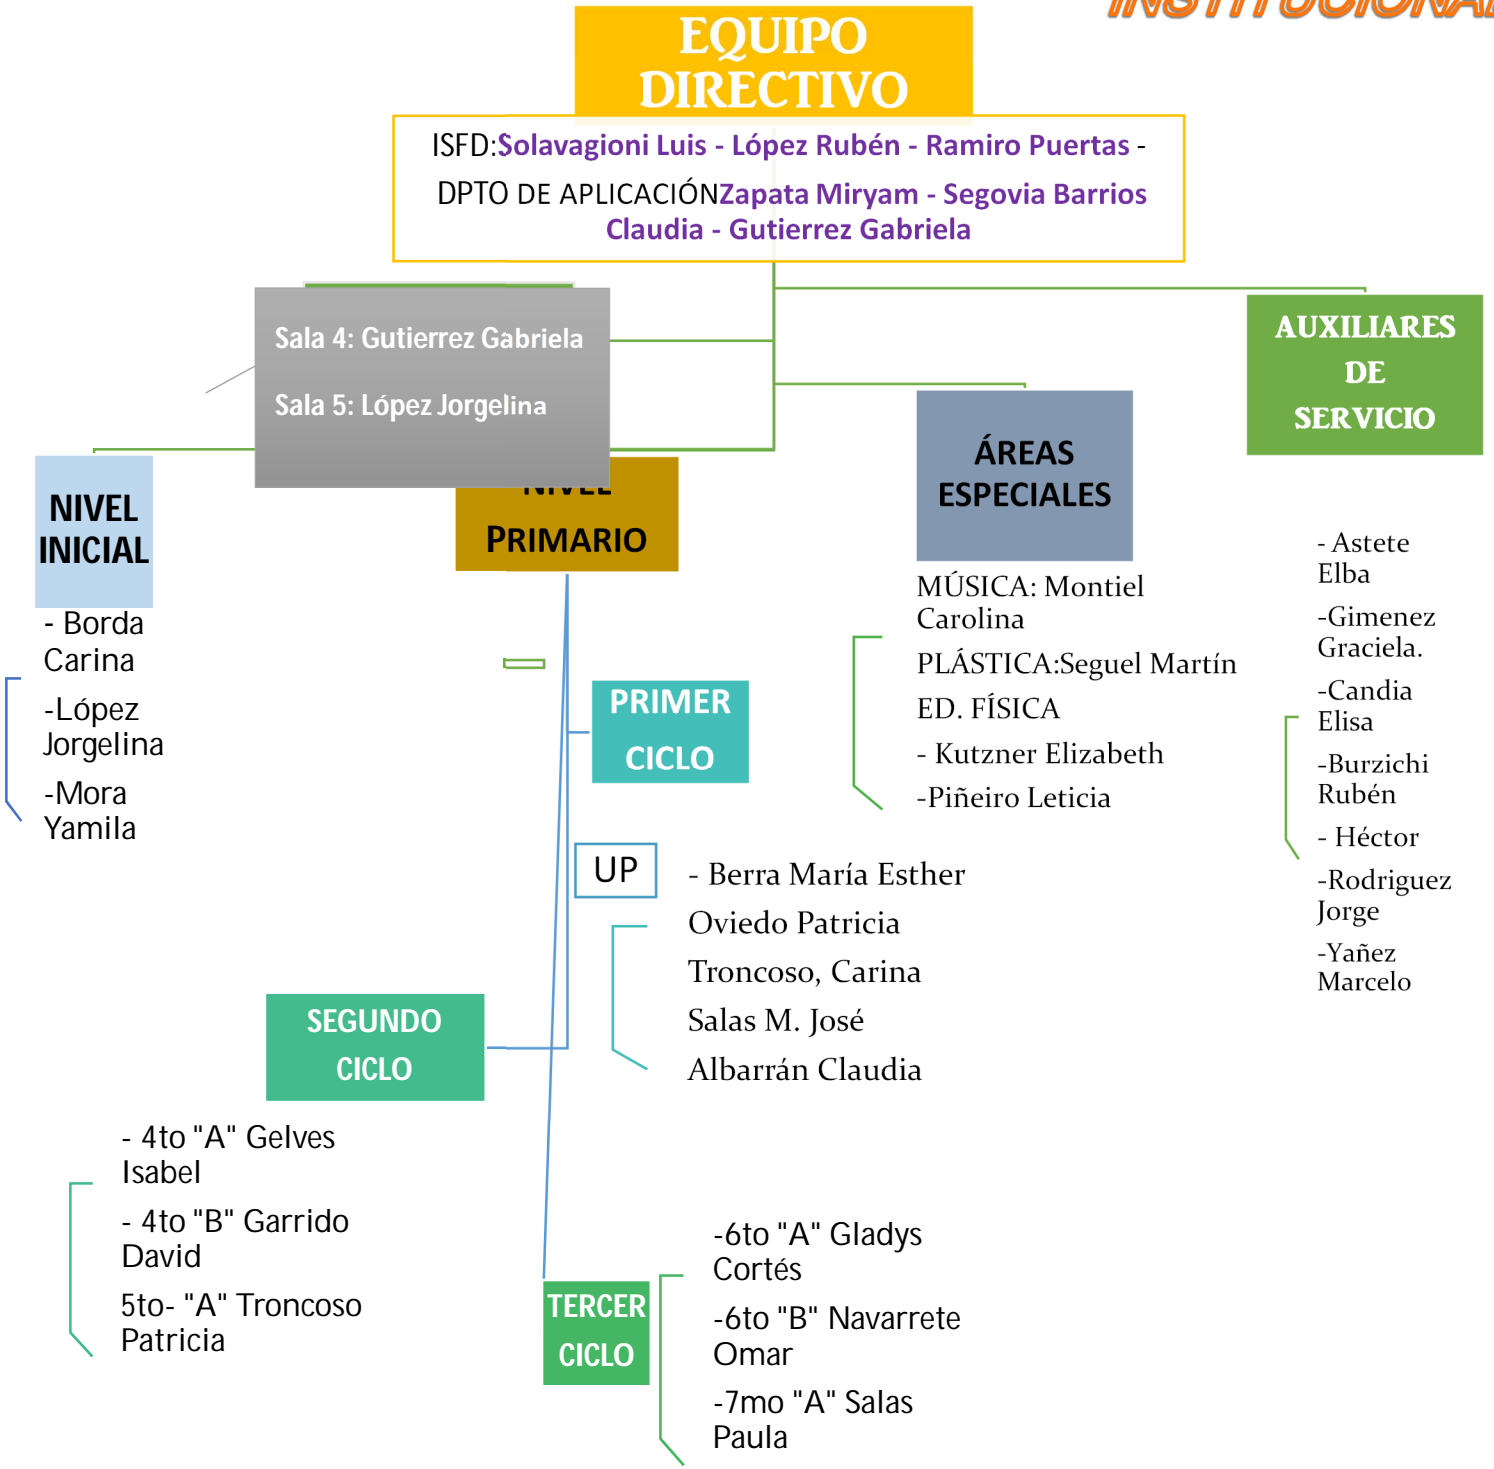 INSTITUCIONAL
EQUIPO
DIRECTIVO
ISFD:Solavagioni Luis - López Rubén - Ramiro Puertas -
DPTO DE APLICACIÓNZapata Miryam - Segovia Barrios
Claudia - Gutierrez Gabriela
Sala 4: Gutierrez Gabriela
Sala 5: López Jorgelina
AUXILIARES
DE
SERVICIO
ÁREAS
ESPECIALES
NIVEL
INICIAL
NIVEL
PRIMARIO
- Borda
Carina
-López
Jorgelina
-Mora
Yamila
PRIMER
CICLO
MÚSICA: Montiel
Carolina
PLÁSTICA:Seguel Martín
ED. FÍSICA
- Kutzner Elizabeth
-Piñeiro Leticia
- Astete
Elba
-Gimenez
Graciela.
-Candia
Elisa
-Burzichi
Rubén
- Héctor
-Rodriguez
Jorge
-Yañez
Marcelo
UP
- Berra María Esther
Oviedo Patricia
Troncoso, Carina
Salas M. José
Albarrán Claudia
SEGUNDO
CICLO
- 4to "A" Gelves
Isabel
- 4to "B" Garrido
David
5to- "A" Troncoso
Patricia
TERCER
CICLO
-6to "A" Gladys
Cortés
-6to "B" Navarrete
Omar
-7mo "A" Salas
Paula